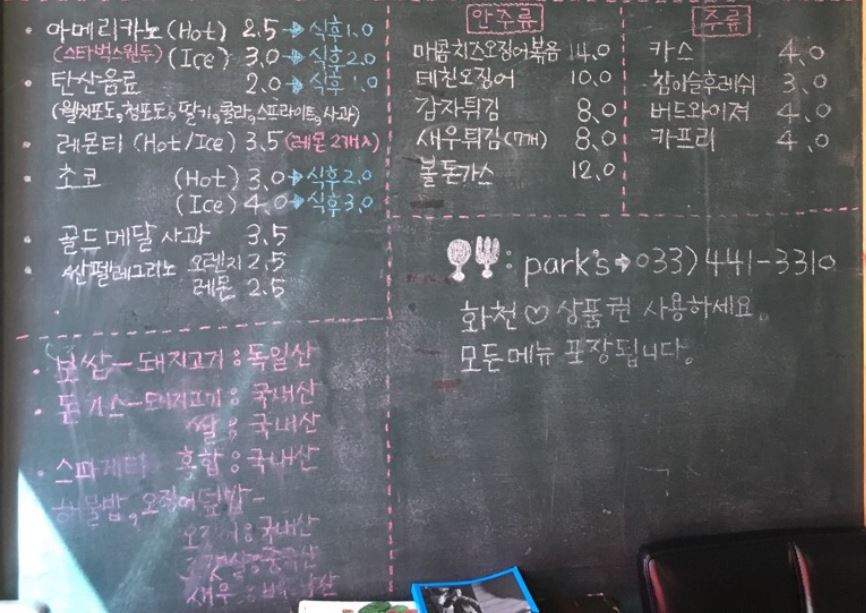 아메리카노 (Hot) 2.5 → 식후 1.0
(스타벅스원두) (Ice) 3.0 → 식후 2.0
탄산음료 2.0 → 식후 1.0
(웰치포도, 청포도, 딸기, 콜라, 스프라이트, 사과)
레몬티 (Hot/Ice) 3.5 (레몬 2개入)
초코 (Hot) 3.0 → 식후 2.0
(Ice) 4.0 → 식후 3.0
골드메달 사과 3.5
싼펠레그리노 오렌지 2.5
레몬 2.5
보쌈 - 돼지고기 : 독일산
돈가스 - 돼지고기 : 국내산
쌀 : 국내산
스파게티 혼합 : 국내산
해물밥, 오징어덮밥 -
오징어 : 국내산
새우 :
안주류
매콤치즈오징어볶음 14.0
데친오징어 10.0
감자튀김 8.0
새우튀김 (7개) 8.0
볼돈가스 12.0
주류
카스 4.0
참이슬후레쉬 3.0
버드와이져 4.0
카프리 4.0
: park's → 033) 441-3310
화천 ♡ 상품권 사용하세요.
모든메뉴 포장됩니다.